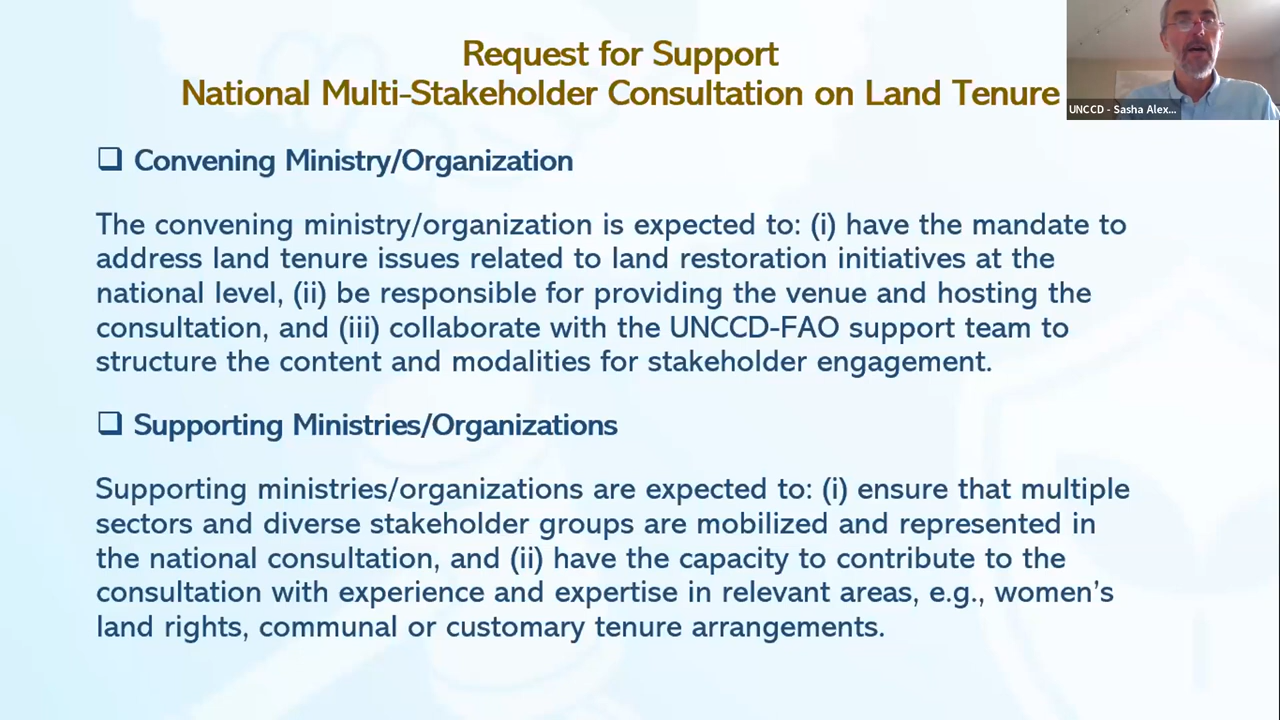 Request for Support
National Multi-Stakeholder Consultation on Land Tenure
UNCCD - Sasha Alex...
❑ Convening Ministry/Organization
The convening ministry/organization is expected to: (i) have the mandate to
address land tenure issues related to land restoration initiatives at the
national level, (ii) be responsible for providing the venue and hosting the
consultation, and (iii) collaborate with the UNCCD-FAO support team to
structure the content and modalities for stakeholder engagement.
❑ Supporting Ministries/Organizations
Supporting ministries/organizations are expected to: (i) ensure that multiple
sectors and diverse stakeholder groups are mobilized and represented in
the national consultation, and (ii) have the capacity to contribute to the
consultation with experience and expertise in relevant areas, e.g., women’s
land rights, communal or customary tenure arrangements.